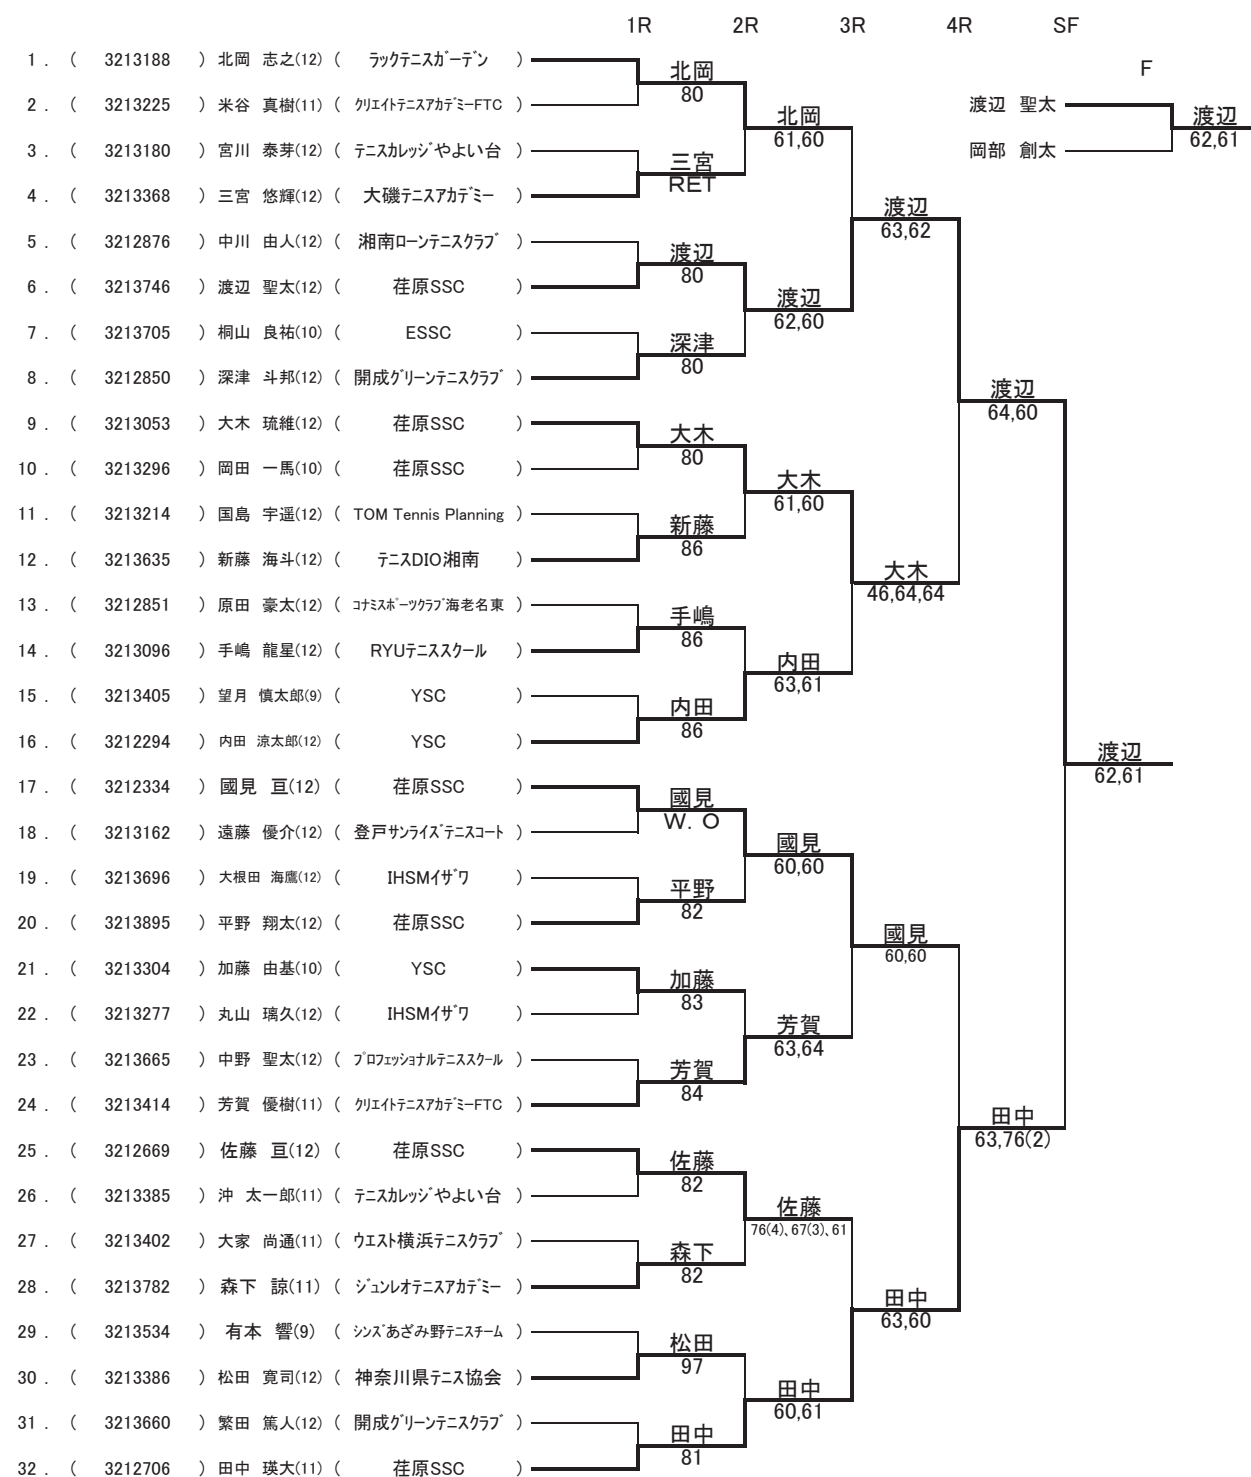 1R 2R 3R 4R SF
F
1 . ( 3213188 ) 北岡 志之(12) ( ラックテニスガーデン )
北岡
80
2 . ( 3213225 ) 米谷 真樹(11) ( クリエイトテニスアカデミーFTC )
渡辺 聖太
渡辺
62,61
岡部 創太
北岡
61,60
3 . ( 3213180 ) 宮川 泰芽(12) ( テニスカレッジやよい台 )
三宮
RET
4 . ( 3213368 ) 三宮 悠輝(12) ( 大磯テニスアカデミー )
渡辺
63,62
5 . ( 3212876 ) 中川 由人(12) ( 湘南ローンテニスクラブ )
渡辺
80
6 . ( 3213746 ) 渡辺 聖太(12) ( 荏原SSC )
渡辺
62,60
7 . ( 3213705 ) 桐山 良祐(10) ( ESSC )
深津
80
8 . ( 3212850 ) 深津 斗邦(12) ( 開成グリーンテニスクラブ )
渡辺
64,60
9 . ( 3213053 ) 大木 琉維(12) ( 荏原SSC )
大木
80
10 . ( 3213296 ) 岡田 一馬(10) ( 荏原SSC )
大木
61,60
11 . ( 3213214 ) 国島 宇遥(12) ( TOM Tennis Planning )
新藤
86
12 . ( 3213635 ) 新藤 海斗(12) ( テニスDIO湘南 )
大木
46,64,64
13 . ( 3212851 ) 原田 豪太(12) ( コナミスポーツクラブ海老名東 )
手嶋
86
14 . ( 3213096 ) 手嶋 龍星(12) ( RYUテニススクール )
内田
63,61
15 . ( 3213405 ) 望月 慎太郎(9) ( YSC )
内田
86
16 . ( 3212294 ) 内田 涼太郎(12) ( YSC )
渡辺
62,61
17 . ( 3212334 ) 國見 亘(12) ( 荏原SSC )
國見
W. O
18 . ( 3213162 ) 遠藤 優介(12) ( 登戸サンライズテニスコート )
國見
60,60
19 . ( 3213696 ) 大根田 海鷹(12) ( IHSMイザワ )
平野
82
20 . ( 3213895 ) 平野 翔太(12) ( 荏原SSC )
國見
60,60
21 . ( 3213304 ) 加藤 由基(10) ( YSC )
加藤
83
22 . ( 3213277 ) 丸山 璃久(12) ( IHSMイザワ )
芳賀
63,64
23 . ( 3213665 ) 中野 聖太(12) ( プロフェッショナルテニススクール )
芳賀
84
24 . ( 3213414 ) 芳賀 優樹(11) ( クリエイトテニスアカデミーFTC )
田中
63,76(2)
25 . ( 3212669 ) 佐藤 亘(12) ( 荏原SSC )
佐藤
82
26 . ( 3213385 ) 沖 太一郎(11) ( テニスカレッジやよい台 )
佐藤
76(4)、67(3)、61
27 . ( 3213402 ) 大家 尚通(11) ( ウエスト横浜テニスクラブ )
森下
82
28 . ( 3213782 ) 森下 諒(11) ( ジュンレオテニスアカデミー )
田中
63,60
29 . ( 3213534 ) 有本 響(9) ( シンズあざみ野テニスチーム )
松田
97
30 . ( 3213386 ) 松田 寛司(12) ( 神奈川県テニス協会 )
田中
60,61
31 . ( 3213660 ) 繁田 篤人(12) ( 開成グリーンテニスクラブ )
田中
81
32 . ( 3212706 ) 田中 瑛大(11) ( 荏原SSC )